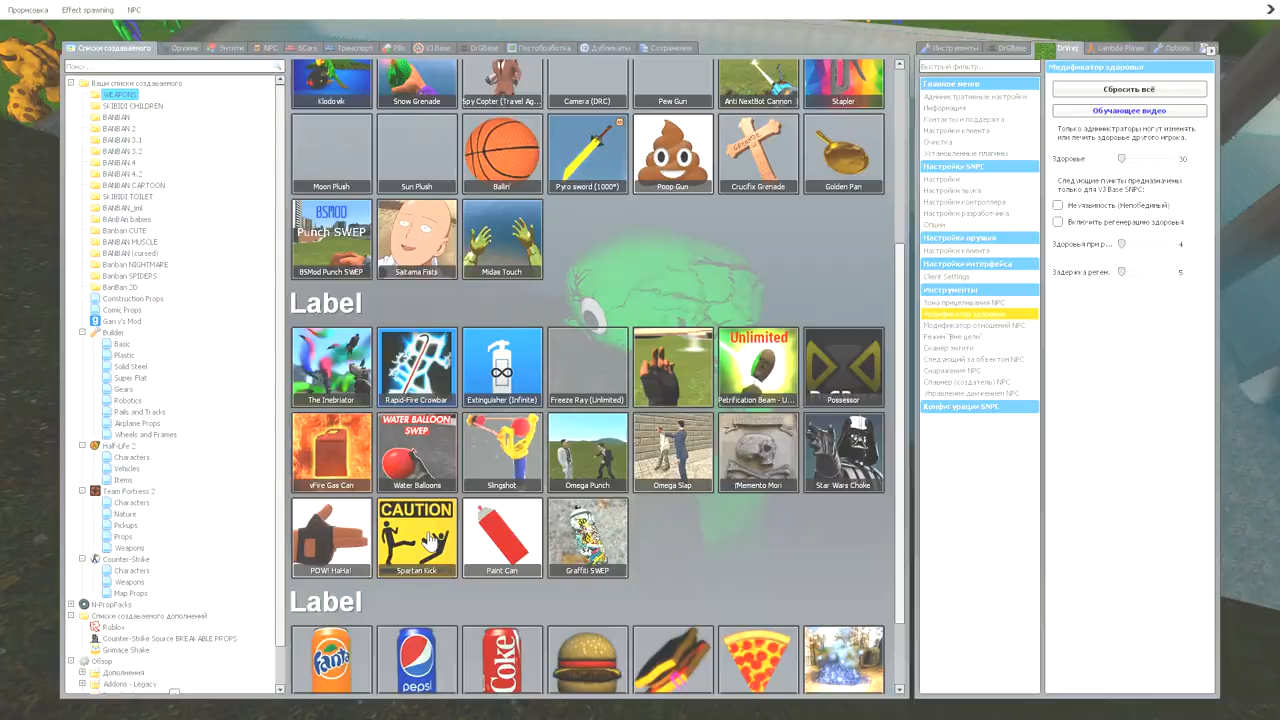 Прорисовка
Effect spawning
NPC
Списки создаваемого
Оружие
Энтити
NPC
SCars
Транспорт
Pills
VJ Base
DrGBase
Постобработка
Дубликаты
Сохранения
Поиск...
Ваши списки создаваемого
WEAPONS
SKIBIDI CHILDREN
BANBAN
BANBAN 2
BANBAN 3.1
BANBAN 3.2
BANBAN 4
BANBAN 4.2
BANBAN CARTOON
SKIBIDI TOILET
BANBAN_jml
BanBAn babies
Banban CUTE
BANBAN MUSCLE
BANBAN (cursed)
Banban NIGHTMARE
Banban SPIDERS
BanBan 2D
Construction Props
Comic Props
Garry's Mod
Builder
Basic
Plastic
Solid Steel
Super Flat
Gears
Robotics
Pails and Tracks
Airplane Props
Wheels and Frames
Half-Life 2
Characters
Vehicles
Items
Team Fortress 2
Characters
Nature
Pickups
Props
Weapons
Counter-Strike
Characters
Weapons
Map Props
N-PropPacks
Списки создаваемого дополнений
Roblox
Counter-Strike Source BREAKABLE PROPS
Grimace Shake
Обзор
Дополнения
Addons - Legacy
Klodovik
Snow Grenade
Spy Copter (Travel Ag...
Camera (DRC)
Pew Gun
Anti NextBot Cannon
Stapler
Moon Plush
Sun Plush
Ballin'
Pyro sword (1000°)
Poop Gun
Crucifix Grenade
Golden Pan
BSMOD
Punch SWEP
BSMod Punch SWEP
Saitama Fists
Midas Touch
Label
Unlimited
The Inebriator
Rapid-Fire Crowbar
Extinguisher (Infinite)
Freeze Ray (Unlimited)
Petrification Beam - U...
Possessor
WATER BALLOON
SWEP
vFire Gas Can
Water Balloons
Slingshot
Omega Punch
Omega Slap
(Memento Mori
Star Wars Choke
CAUTION
POW! HaHa!
Spartan Kick
Paint Can
Graffiti SWEP
Label
Fanta
pepsi
Coke
Инструменты
DrGBase
DrVrej
Lambda Player
Options
Быстрый фильтр...
Главное меню
Административные настройки
Информация
Контакты и поддержка
Настройки клиента
Очистка
Установленные плагины
Настройки SNPC
Настройки
Настройки звука
Настройки контроллера
Настройки разработчика
Опции
Настройки оружия
Настройки клиента
Настройки интерфейса
Client Settings
Инструменты
Зона прицеливания NPC
Модификатор здоровья
Модификатор отношений NPC
Режим "Вне цели"
Сканер энтити
Следующий за объектом NPC
Снаряжения NPC
Спавнер (создатель) NPC
Управление движением NPC
Конфигурации SNPC
Модификатор здоровья
Сбросить всё
Обучающее видео
Только администраторы могут изменять
или лечить здоровье другого игрока.
Здоровье
30
Следующие пункты предназначены
только для VJ Base SNPC:
Неуязвимость (Непобедимый)
Включить регенерацию здоровья
Здоровья при р...
4
Задержка реген.
5